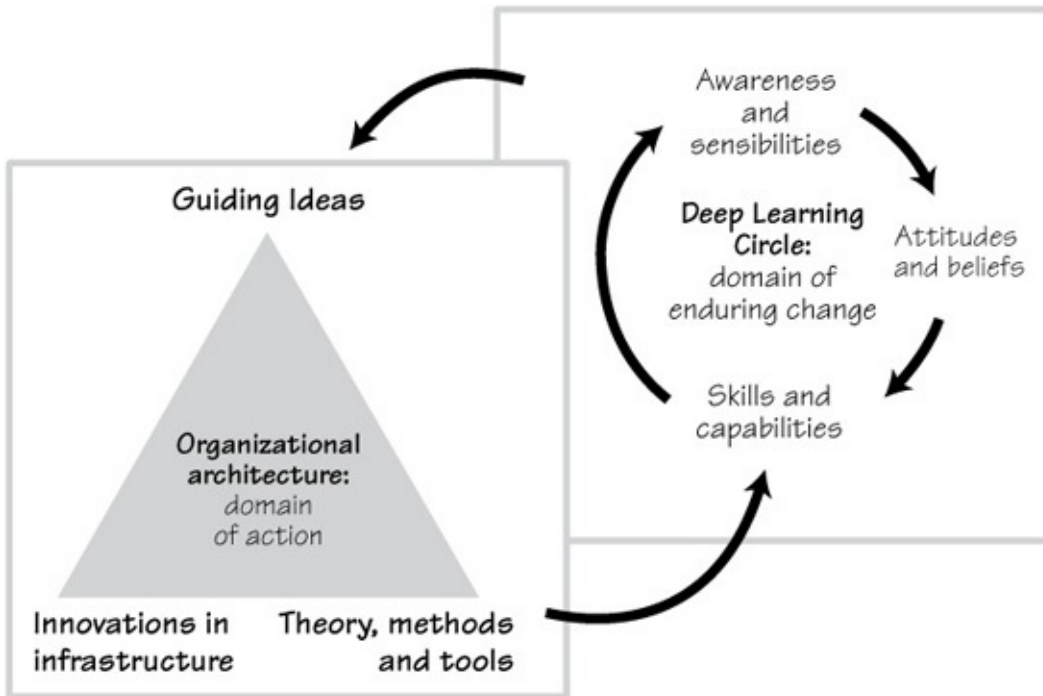 Awareness
and
sensibilities
Deep Learning
Circle:
domain of
enduring change
Attitudes
and beliefs
Skills and
capabilities
Guiding Ideas
Organizational
architecture:
domain
of action
Innovations in
infrastructure
Theory, methods
and tools